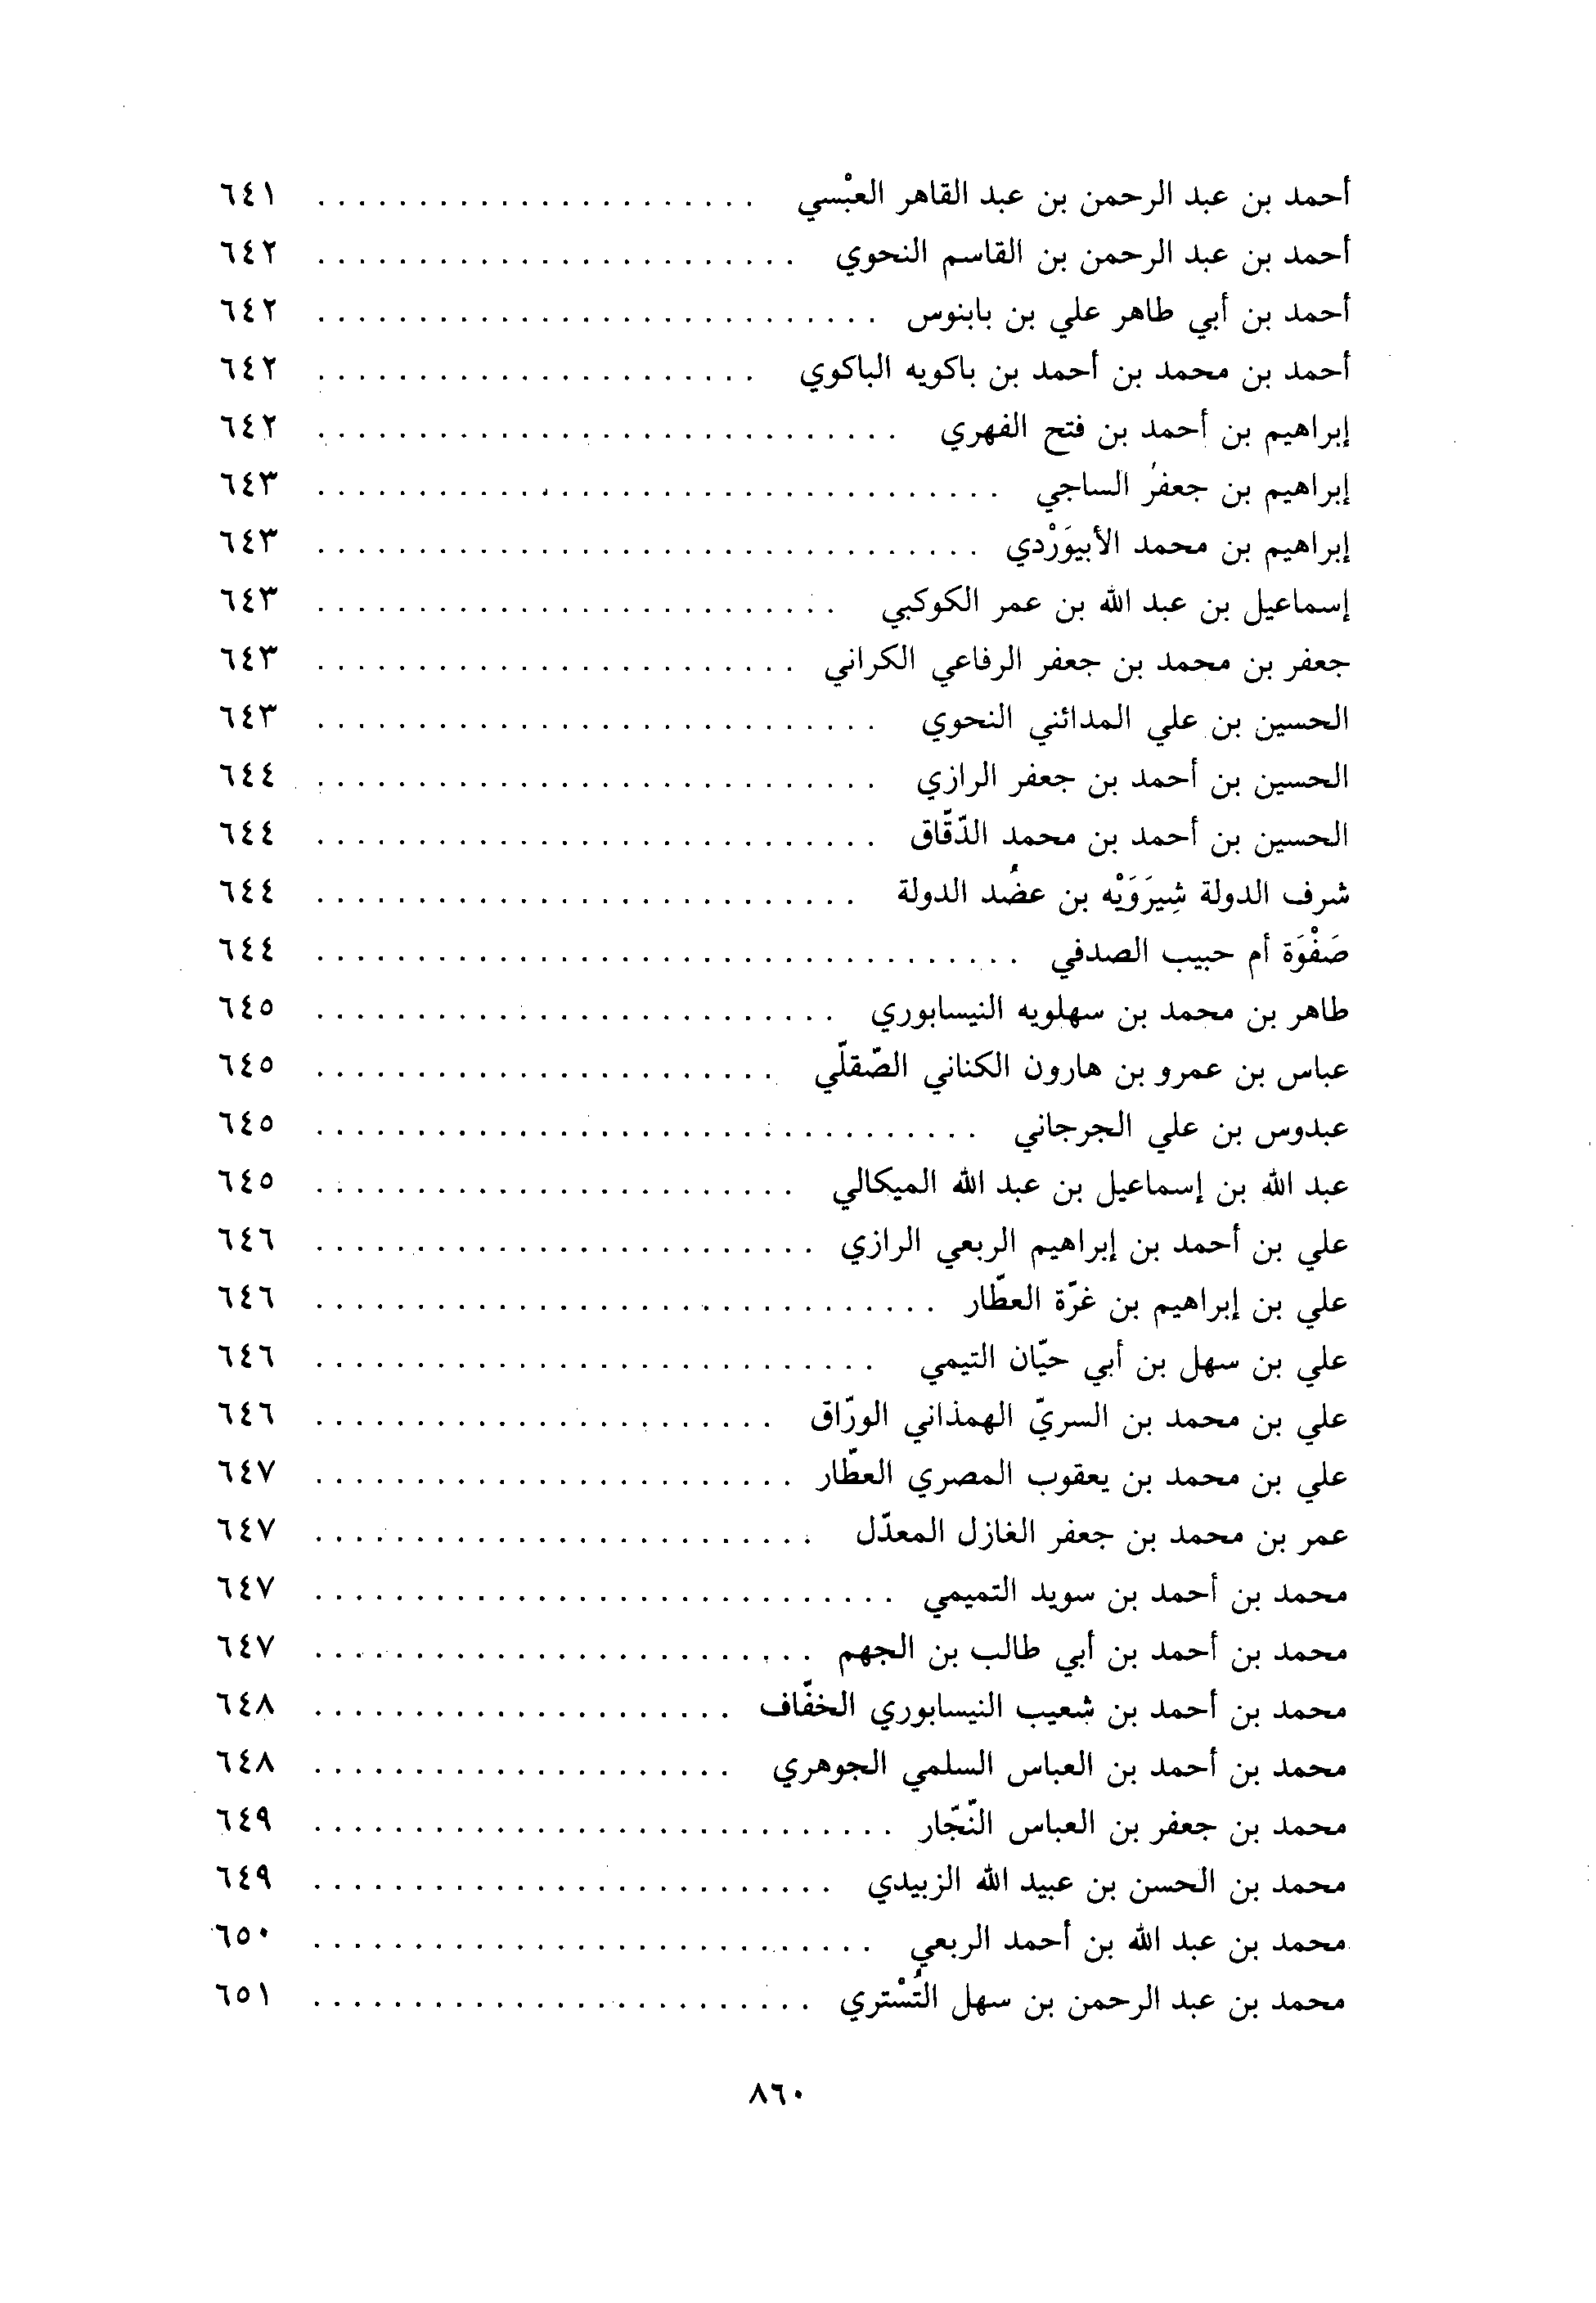 أحمد بن عبد الرحمن بن عبد القاهر العبْسي . . . . . . . . . . . . . . . . . . . . . . ٦٤١
أحمد بن عبد الرحمن بن القاسم النحوي . . . . . . . . . . . . . . . . . . . . . . . . ٦٤٢
أحمد بن أبي طاهر علي بن بابنوس . . . . . . . . . . . . . . . . . . . . . . . . . . . . ٦٤٢
أحمد بن محمد بن أحمد بن باكويه الباكوي . . . . . . . . . . . . . . . . . . . . . . ٦٤٢
إبراهيم بن أحمد بن فتح الفهري . . . . . . . . . . . . . . . . . . . . . . . . . . . . . ٦٤٢
إبراهيم بن جعفر الساجي . . . . . . . . . . . . . . . . . . . . . . . . . . . . . . . . . . ٦٤٣
إبراهيم بن محمد الأبيوَرْدي . . . . . . . . . . . . . . . . . . . . . . . . . . . . . . . . . ٦٤٣
إسماعيل بن عبد الله بن عمر الكوكبي . . . . . . . . . . . . . . . . . . . . . . . . . . ٦٤٣
جعفر بن محمد بن جعفر الرفاعي الكراني . . . . . . . . . . . . . . . . . . . . . . . . ٦٤٣
الحسين بن علي المدائني النحوي . . . . . . . . . . . . . . . . . . . . . . . . . . . . ٦٤٣
الحسين بن أحمد بن جعفر الرازي . . . . . . . . . . . . . . . . . . . . . . . . . . . . ٦٤٤
الحسين بن أحمد بن محمد الدّقّاق . . . . . . . . . . . . . . . . . . . . . . . . . . . . ٦٤٤
شرف الدولة شِيرَوَيْه بن عضُد الدولة . . . . . . . . . . . . . . . . . . . . . . . . . . . ٦٤٤
صَفْوَة أم حبيب الصدفي . . . . . . . . . . . . . . . . . . . . . . . . . . . . . . . . . . . ٦٤٤
طاهر بن محمد بن سهلويه النيسابوري . . . . . . . . . . . . . . . . . . . . . . . . . . ٦٤٥
عباس بن عمرو بن هارون الكناني الصّقلّي . . . . . . . . . . . . . . . . . . . . . . . ٦٤٥
عبدوس بن علي الجرجاني . . . . . . . . . . . . . . . . . . . . . . . . . . . . . . . . . ٦٤٥
عبد الله بن إسماعيل بن عبد الله الميكالي . . . . . . . . . . . . . . . . . . . . . . . . ٦٤٥
علي بن أحمد بن إبراهيم الربعي الرازي . . . . . . . . . . . . . . . . . . . . . . . . . ٦٤٦
علي بن إبراهيم بن غرّة العطّار . . . . . . . . . . . . . . . . . . . . . . . . . . . . . . . ٦٤٦
علي بن سهل بن أبي حيّان التيمي . . . . . . . . . . . . . . . . . . . . . . . . . . . . ٦٤٦
علي بن محمد بن السريّ الهمذاني الورّاق . . . . . . . . . . . . . . . . . . . . . . . ٦٤٦
علي بن محمد بن يعقوب المصري العطّار . . . . . . . . . . . . . . . . . . . . . . . . ٦٤٧
عمر بن محمد بن جعفر الغازل المعدّل . . . . . . . . . . . . . . . . . . . . . . . . . ٦٤٧
محمد بن أحمد بن سويد التميمي . . . . . . . . . . . . . . . . . . . . . . . . . . . . . ٦٤٧
محمد بن أحمد بن أبي طالب بن الجهم . . . . . . . . . . . . . . . . . . . . . . . . . ٦٤٧
محمد بن أحمد بن شعيب النيسابوري الخفّاف . . . . . . . . . . . . . . . . . . . . . ٦٤٨
محمد بن أحمد بن العباس السلمي الجوهري . . . . . . . . . . . . . . . . . . . . . ٦٤٨
محمد بن جعفر بن العباس النّجّار . . . . . . . . . . . . . . . . . . . . . . . . . . . . . ٦٤٩
محمد بن الحسن بن عبيد الله الزبيدي . . . . . . . . . . . . . . . . . . . . . . . . . . ٦٤٩
محمد بن عبد الله بن أحمد الربعي . . . . . . . . . . . . . . . . . . . . . . . . . . . . ٦٥٠
محمد بن عبد الرحمن بن سهل التُسْتري . . . . . . . . . . . . . . . . . . . . . . . . . ٦٥١
٨٦٠